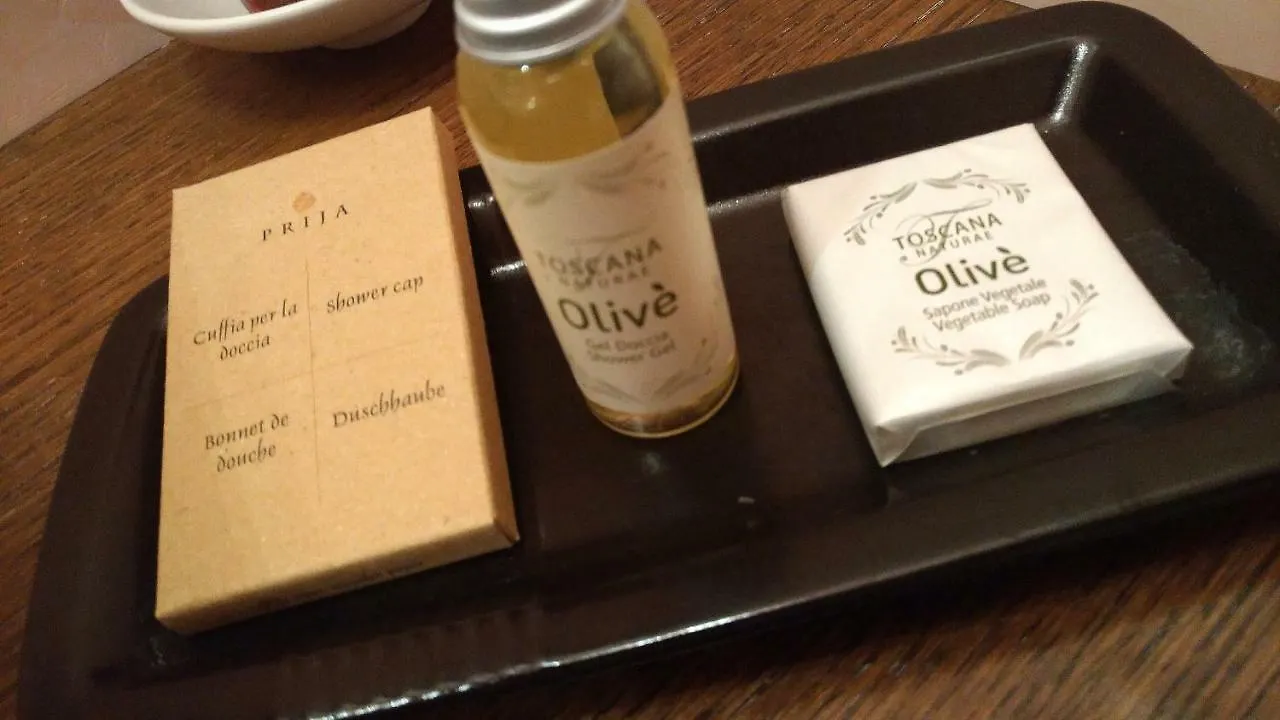 PRIJA
Cuffia per la
doccia
Shower cap
Bonnet de
douche
Duschhaube
TOSCANA
NATURAE
Olivè
Gel Doccia
Shower Gel
TOSCANA
NATURAE
Olivè
Sapone Vegetale
Vegetable Soap